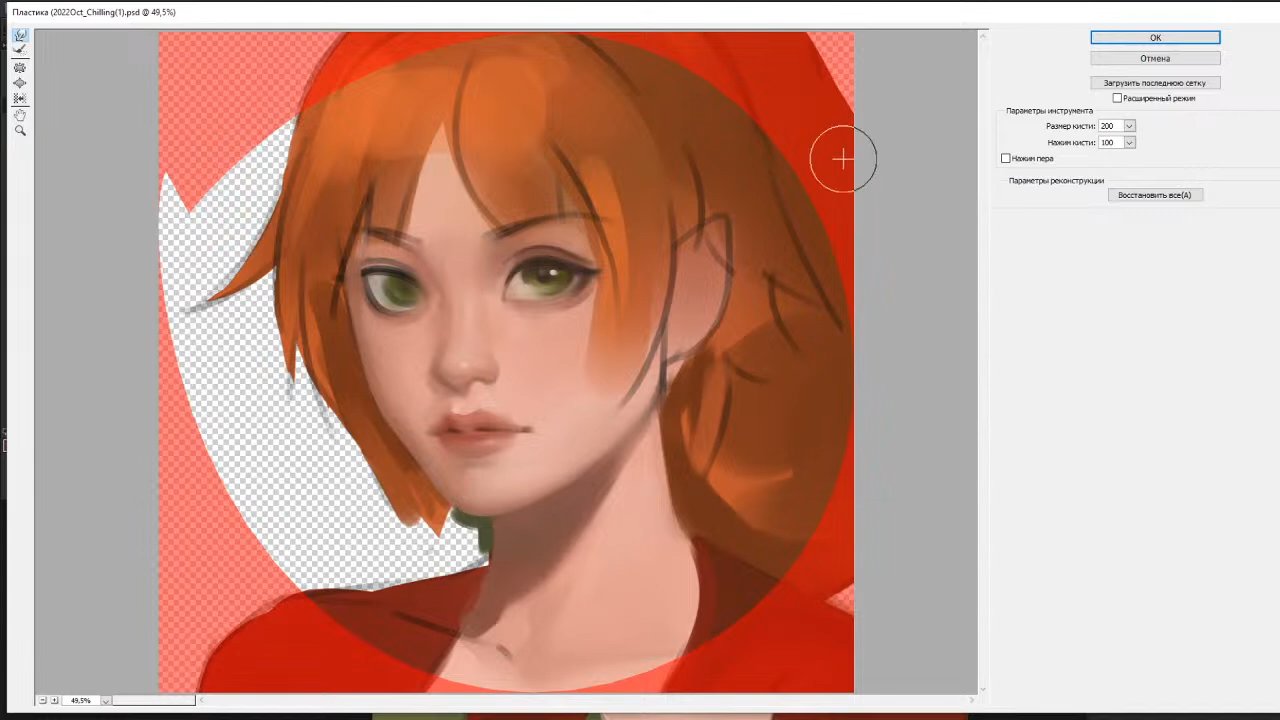 Пластика (2022Oct_Chilling(1).psd @ 49,5%)
ОК
Отмена
Загрузить последнюю сетку
Расширенный режим
Параметры инструмента
Размер кисти: 200
Нажим кисти: 100
Нажим пера
Параметры реконструкции
Восстановить все(А)
49,5%